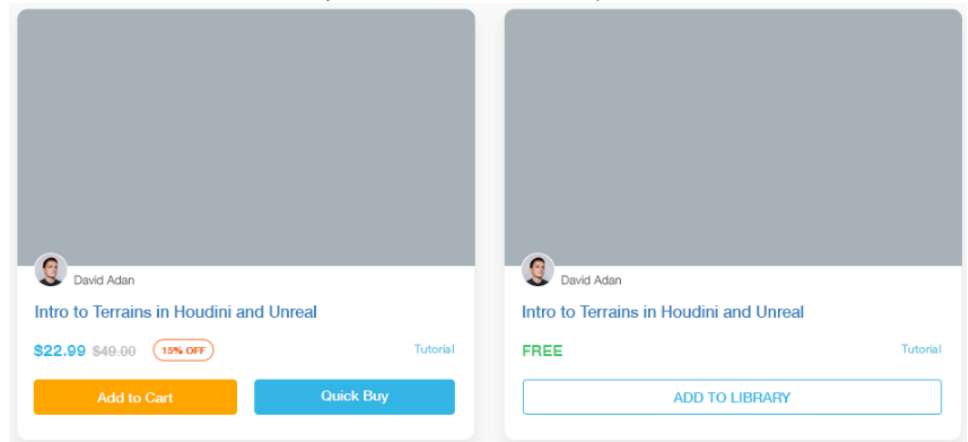 David Adan
Intro to Terrains in Houdini and Unreal
$22.99 $49.00 15% OFF Tutorial
Add to Cart Quick Buy
David Adan
Intro to Terrains in Houdini and Unreal
FREE Tutorial
ADD TO LIBRARY